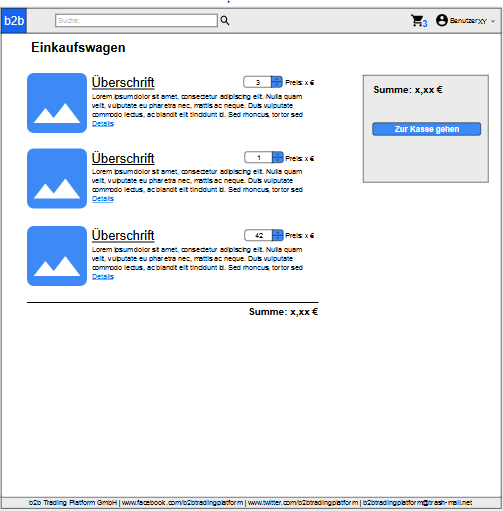 b2b
Suche:
3
BenutzerXY
Einkaufswagen
Überschrift
3
Preis: x €
Lorem ipsum dolor sit amet, consectetur adipiscing elit. Nulla quam
velit, vulputate eu pharetra nec, mattis ac neque. Duis vulputate
commodo lectus, ac blandit elit tincidunt id. Sed rhoncus, tortor sed
Details
Überschrift
1
Preis: x €
Lorem ipsum dolor sit amet, consectetur adipiscing elit. Nulla quam
velit, vulputate eu pharetra nec, mattis ac neque. Duis vulputate
commodo lectus, ac blandit elit tincidunt id. Sed rhoncus, tortor sed
Details
Überschrift
42
Preis: x €
Lorem ipsum dolor sit amet, consectetur adipiscing elit. Nulla quam
velit, vulputate eu pharetra nec, mattis ac neque. Duis vulputate
commodo lectus, ac blandit elit tincidunt id. Sed rhoncus, tortor sed
Details
Summe: x,xx €
Summe: x,xx €
Zur Kasse gehen
b2b Trading Platform GmbH | www.facebook.com/b2btradingplatform | www.twitter.com/b2btradingplatform | b2btradingplatform@trash-mail.net